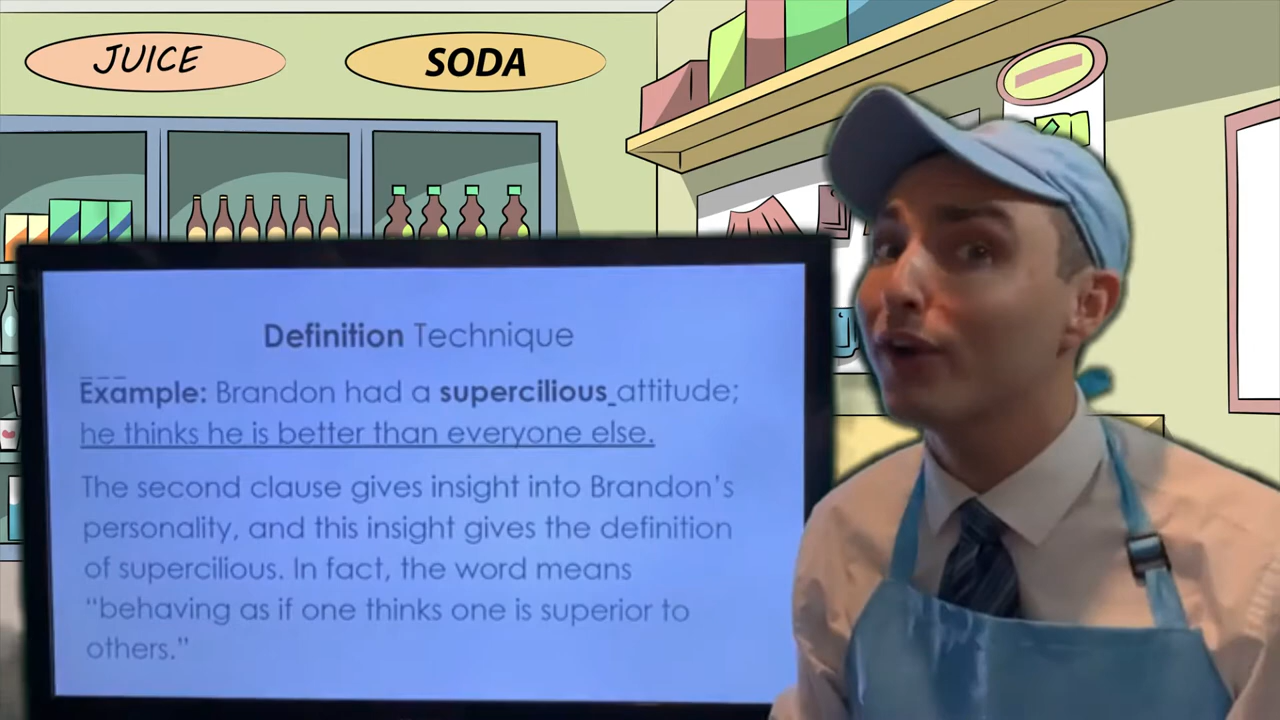 JUICE
SODA
Definition Technique
Example: Brandon had a supercilious attitude;
he thinks he is better than everyone else.
The second clause gives insight into Brandon's
personality, and this insight gives the definition
of supercilious. In fact, the word means
“behaving as if one thinks one is superior to
others.”